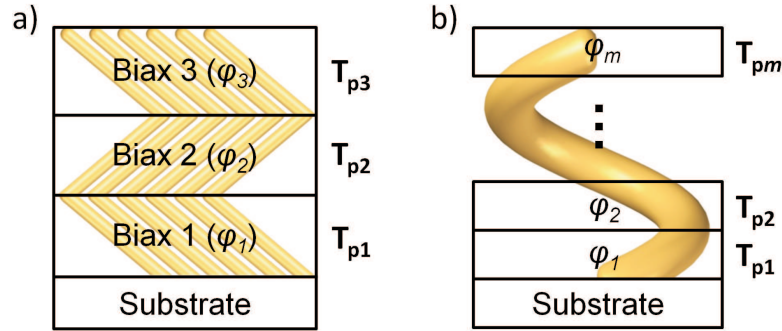 a)
Biax 3 (φ3)
Tp3
Biax 2 (φ2)
Tp2
Biax 1 (φ1)
Tp1
Substrate
b)
φm
Tpm
φ2
Tp2
φ1
Tp1
Substrate